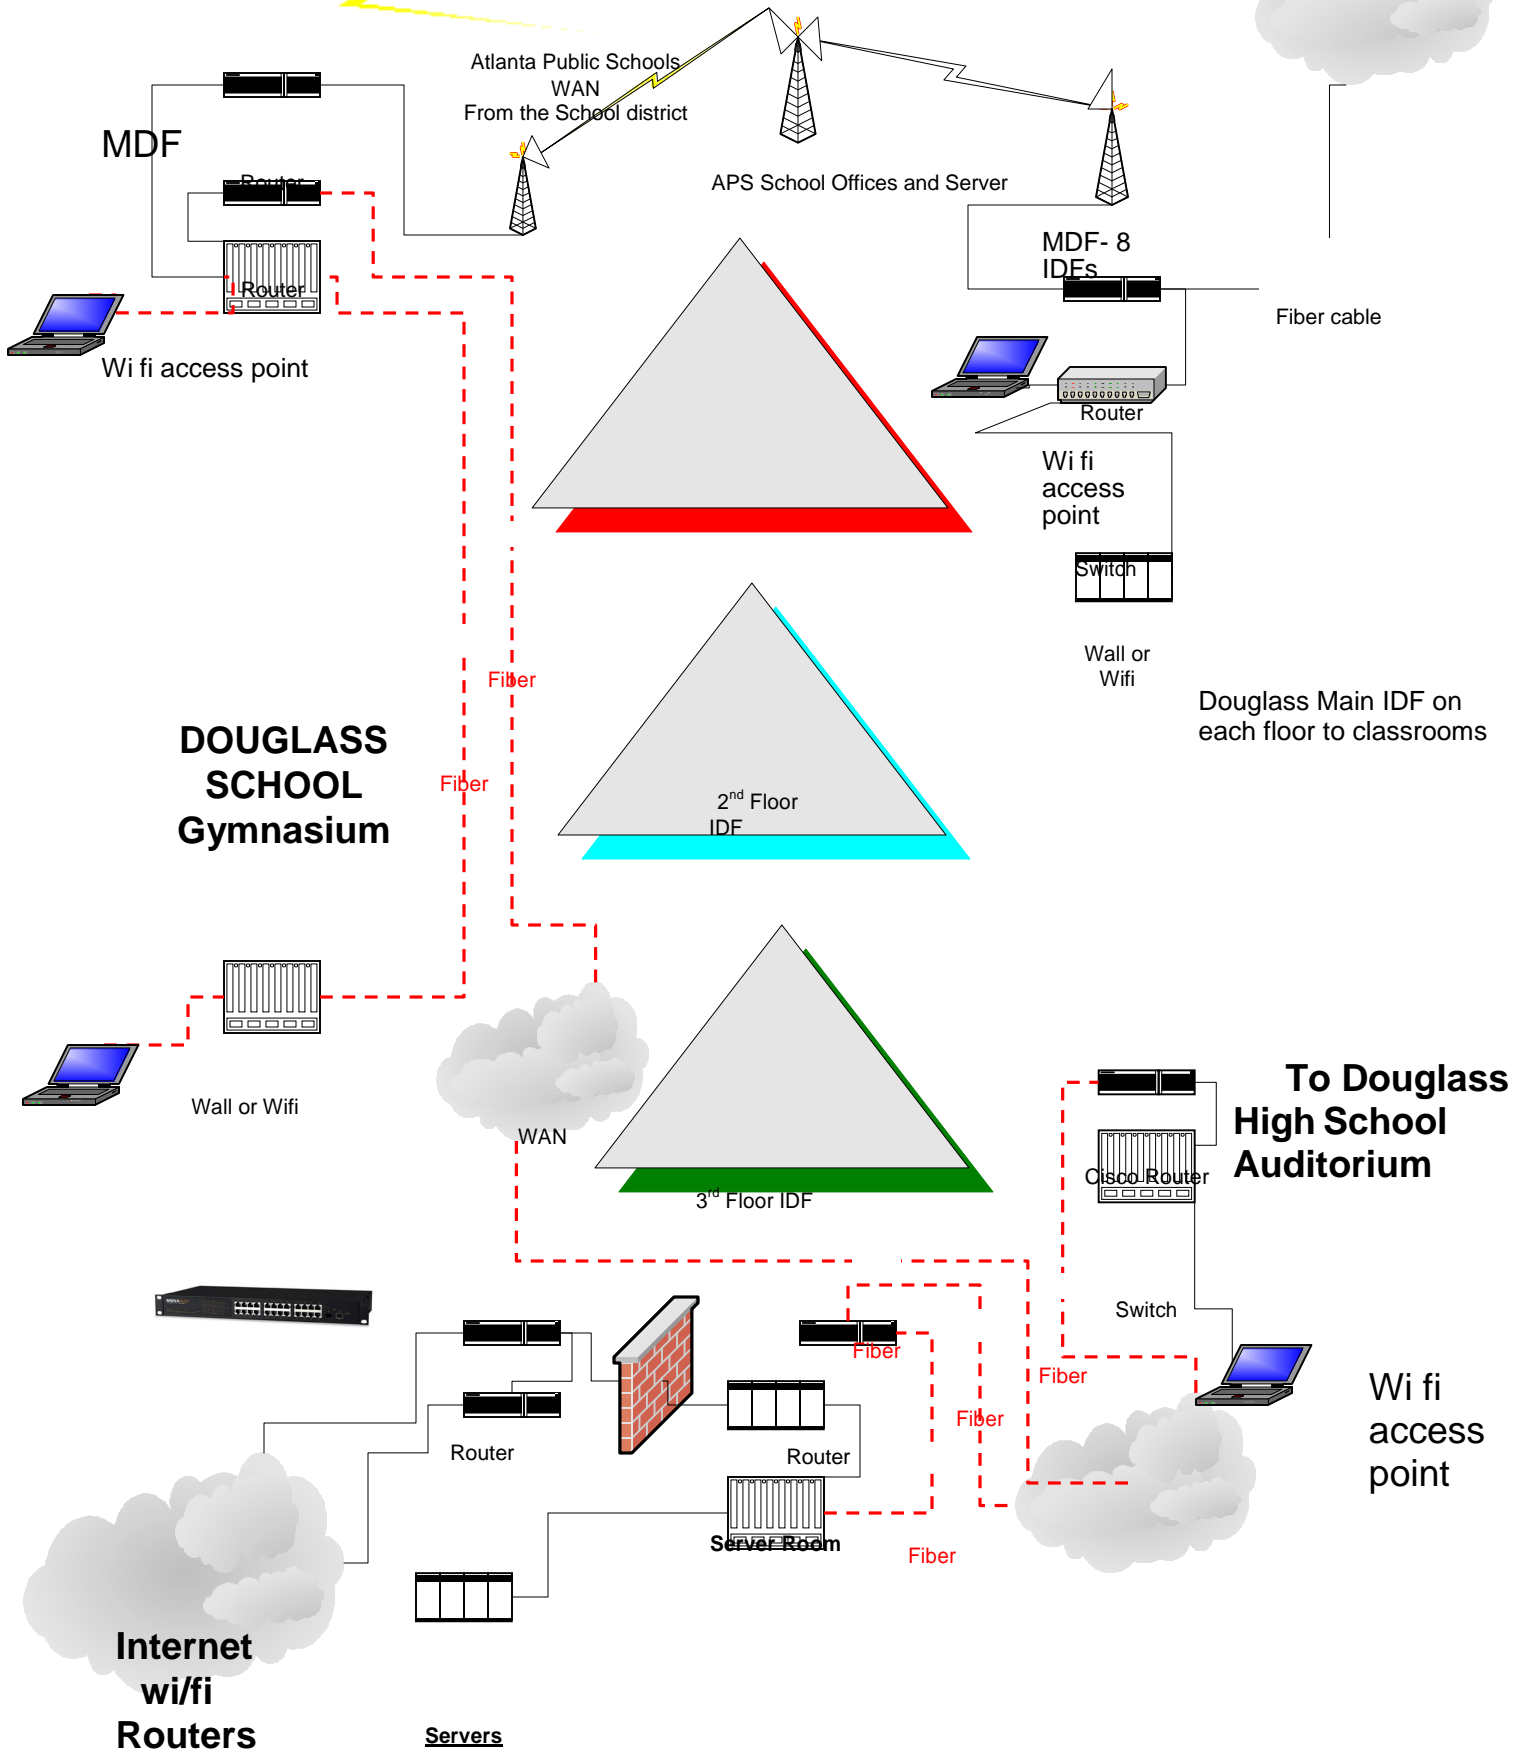 Atlanta Public Schools
WAN
From the School district
MDF
Router
APS School Offices and Server
MDF- 8
IDFs
Router
Fiber cable
Wi fi access point
Router
Wi fi
access
point
Switch
Wall or
Wifi
Fiber
Douglass Main IDF on
each floor to classrooms
DOUGLASS
SCHOOL
Gymnasium
Fiber
2nd Floor
IDF
To Douglass
High School
Auditorium
Wall or Wifi
WAN
Cisco Router
3rd Floor IDF
Switch
Fiber
Fiber
Wi fi
access
point
Fiber
Router
Router
Server Room
Fiber
Internet
wi/fi
Routers
Servers